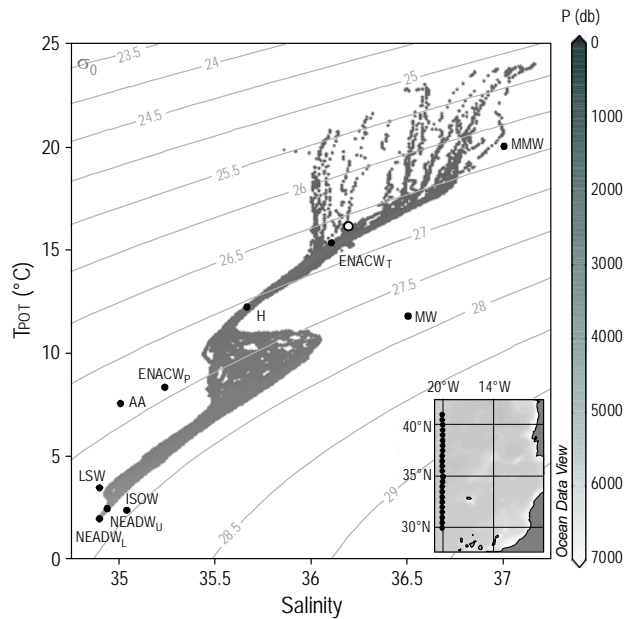 P (db)
25
20
15
10
5
0
TPOT (°C)
σ0
23.5
24
24.5
25
25.5
26
26.5
27
27.5
28
28.5
29
MMW
ENACWT
H
MW
ENACWP
AA
LSW
ISOW
NEADWU
NEADWL
20°W 14°W
40°N
35°N
30°N
Ocean Data View
0
1000
2000
3000
4000
5000
6000
7000
35 35.5 36 36.5 37
Salinity